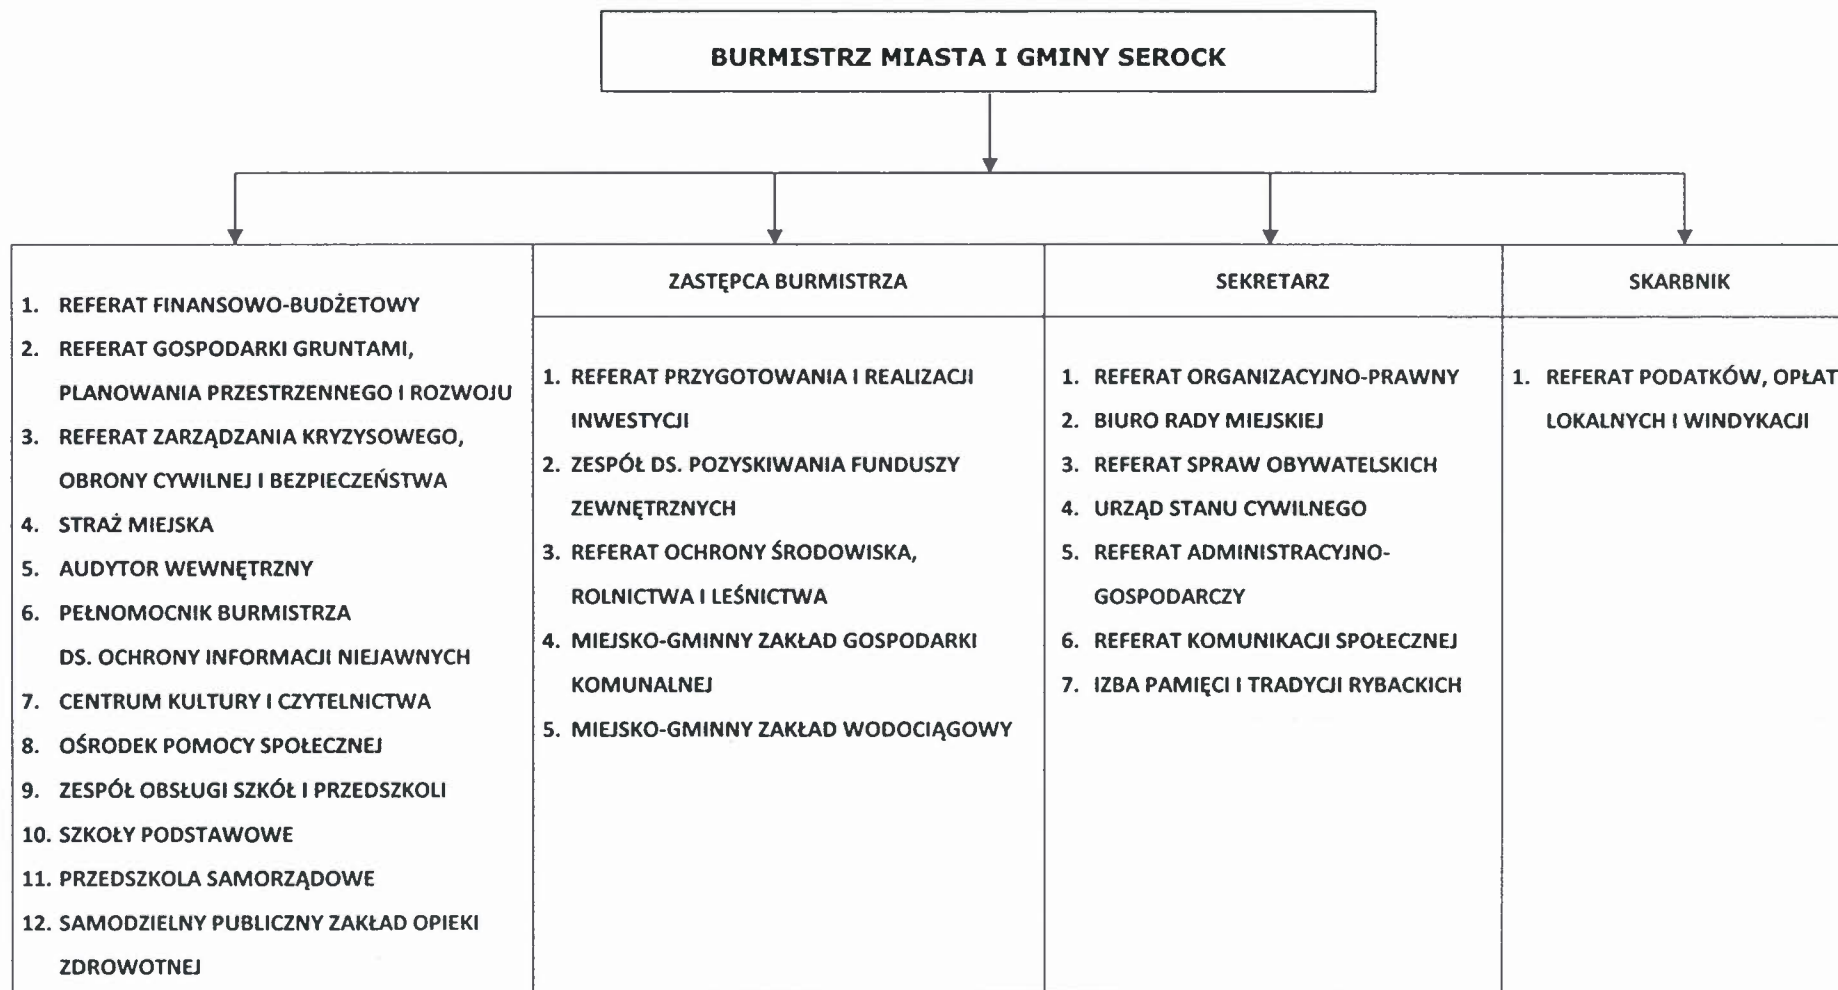 BURMISTRZ MIASTA I GMINY SEROCK
1. REFERAT FINANSOWO-BUDŻETOWY
2. REFERAT GOSPODARKI GRUNTAMI,
PLANOWANIA PRZESTRZENNEGO I ROZWOJU
3. REFERAT ZARZĄDZANIA KRYZYSOWEGO,
OBRONY CYWILNEJ I BEZPIECZEŃSTWA
4. STRAŻ MIEJSKA
5. AUDYTOR WEWNĘTRZNY
6. PEŁNOMOCNIK BURMISTRZA
DS. OCHRONY INFORMACJI NIEJAWNYCH
7. CENTRUM KULTURY I CZYTELNICTWA
8. OŚRODEK POMOCY SPOŁECZNEJ
9. ZESPÓŁ OBSŁUGI SZKÓŁ I PRZEDSZKOLI
10. SZKOŁY PODSTAWOWE
11. PRZEDSZKOLA SAMORZĄDOWE
12. SAMODZIELNY PUBLICZNY ZAKŁAD OPIEKI
ZDROWOTNEJ
ZASTĘPCA BURMISTRZA
1. REFERAT PRZYGOTOWANIA I REALIZACJI
INWESTYCJI
2. ZESPÓŁ DS. POZYSKIWANIA FUNDUSZY
ZEWNĘTRZNYCH
3. REFERAT OCHRONY ŚRODOWISKA,
ROLNICTWA I LEŚNICTWA
4. MIEJSKO-GMINNY ZAKŁAD GOSPODARKI
KOMUNALNEJ
5. MIEJSKO-GMINNY ZAKŁAD WODOCIĄGOWY
SEKRETARZ
1. REFERAT ORGANIZACYJNO-PRAWNY
2. BIURO RADY MIEJSKIEJ
3. REFERAT SPRAW OBYWATELSKICH
4. URZĄD STANU CYWILNEGO
5. REFERAT ADMINISTRACYJNO-
GOSPODARCZY
6. REFERAT KOMUNIKACJI SPOŁECZNEJ
7. IZBA PAMIĘCI I TRADYCJI RYBACKICH
SKARBNIK
1. REFERAT PODATKÓW, OPŁAT
LOKALNYCH I WINDYKACJI